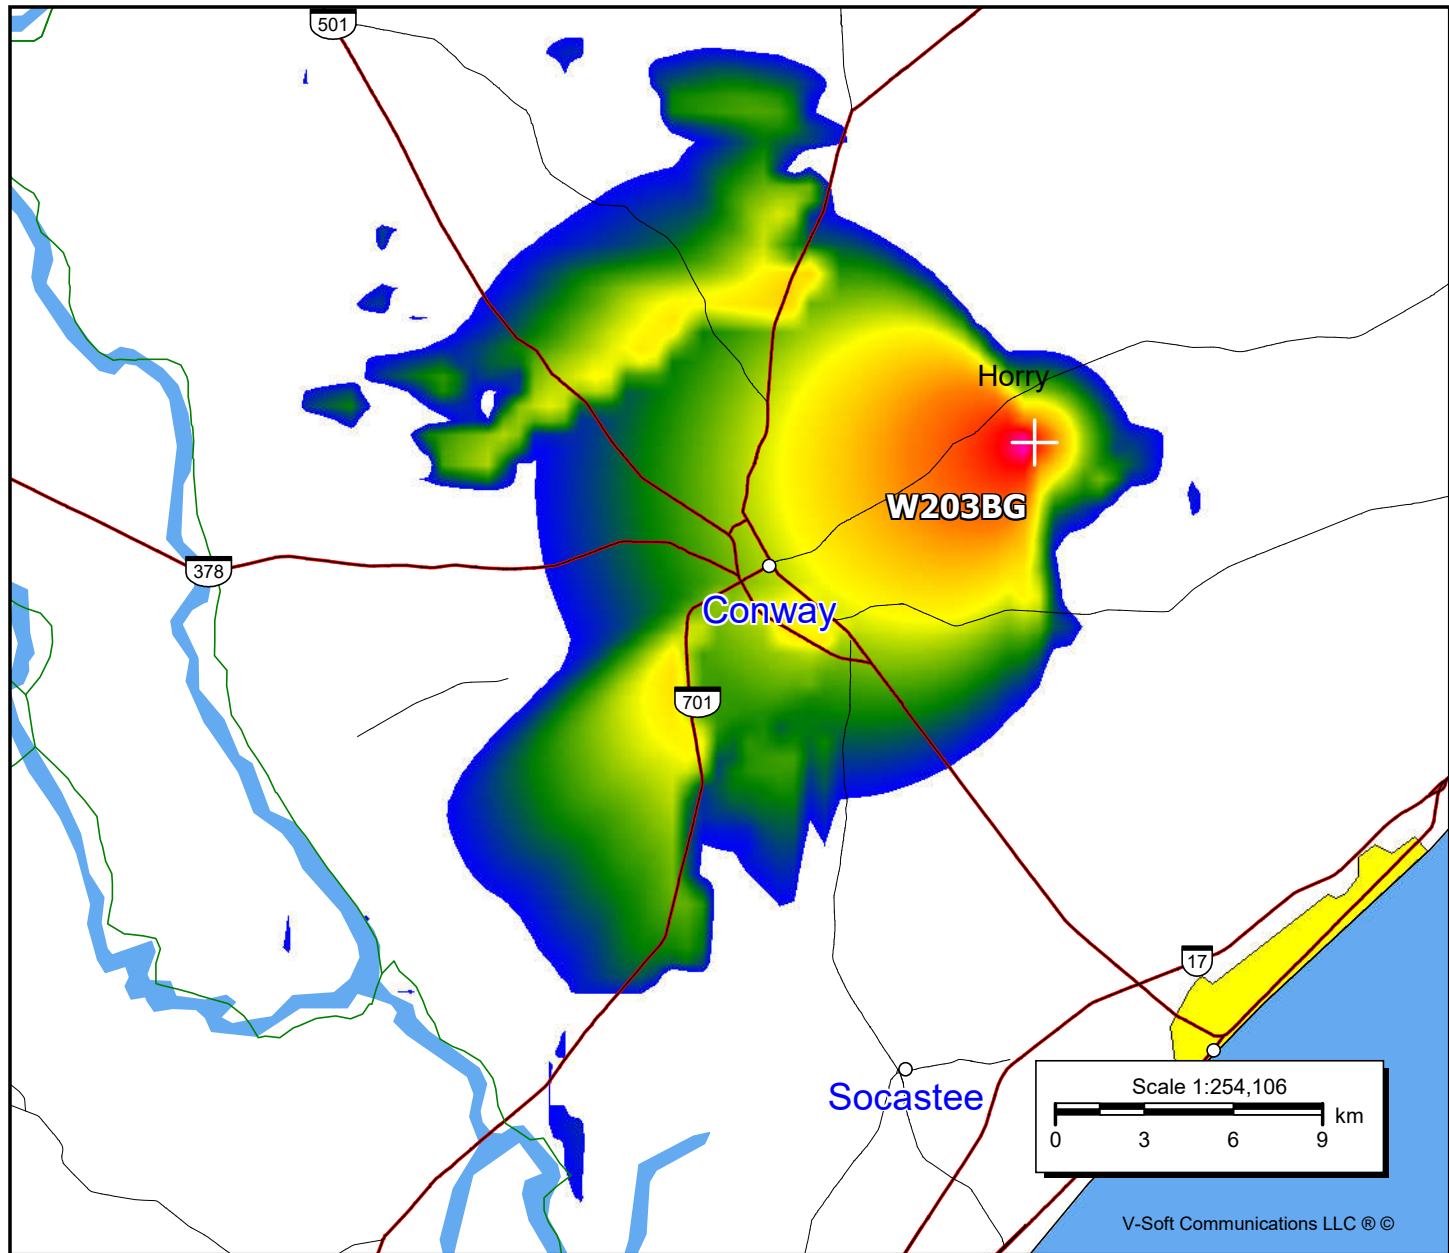 501
Horry
W203BG
378
Conway
701
17
Socastee
Scale 1:254,106
km
0 3 6 9
V-Soft Communications LLC ® ©